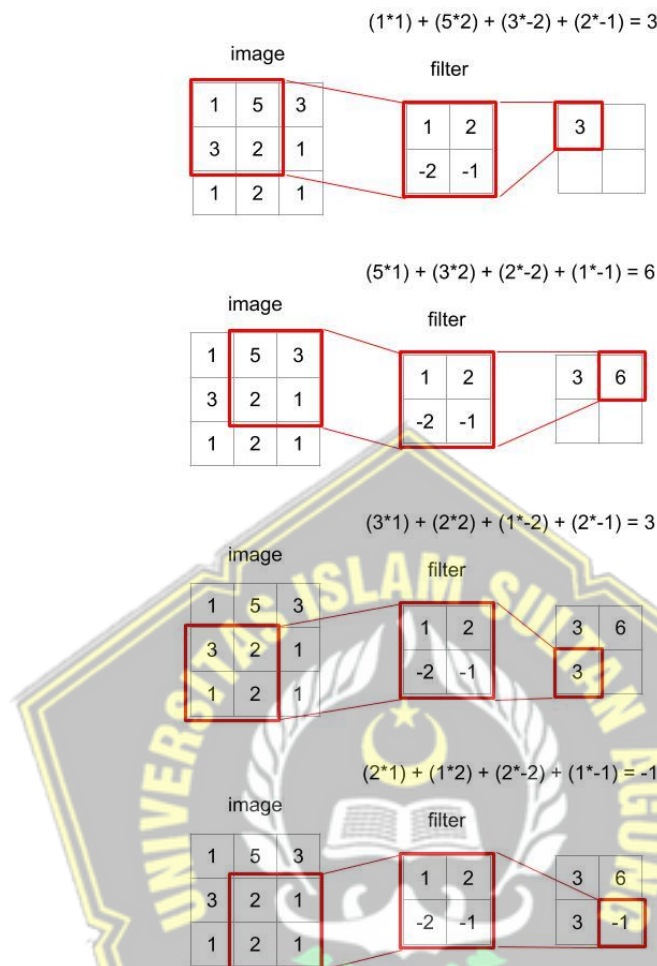 (1*1) + (5*2) + (3*-2) + (2*-1) = 3
image
filter
1 5 3
3 2 1
1 2 1
1 2
-2 -1
3
(5*1) + (3*2) + (2*-2) + (1*-1) = 6
image
filter
1 5 3
3 2 1
1 2 1
1 2
-2 -1
3 6
(3*1) + (2*2) + (1*-2) + (2*-1) = 3
image
filter
1 5 3
3 2 1
1 2 1
1 2
-2 -1
3 6
3
(2*1) + (1*2) + (2*-2) + (1*-1) = -1
image
filter
1 5 3
3 2 1
1 2 1
1 2
-2 -1
3 6
3 -1
UNIVERSITAS ISLAM SULTAN AGUNG